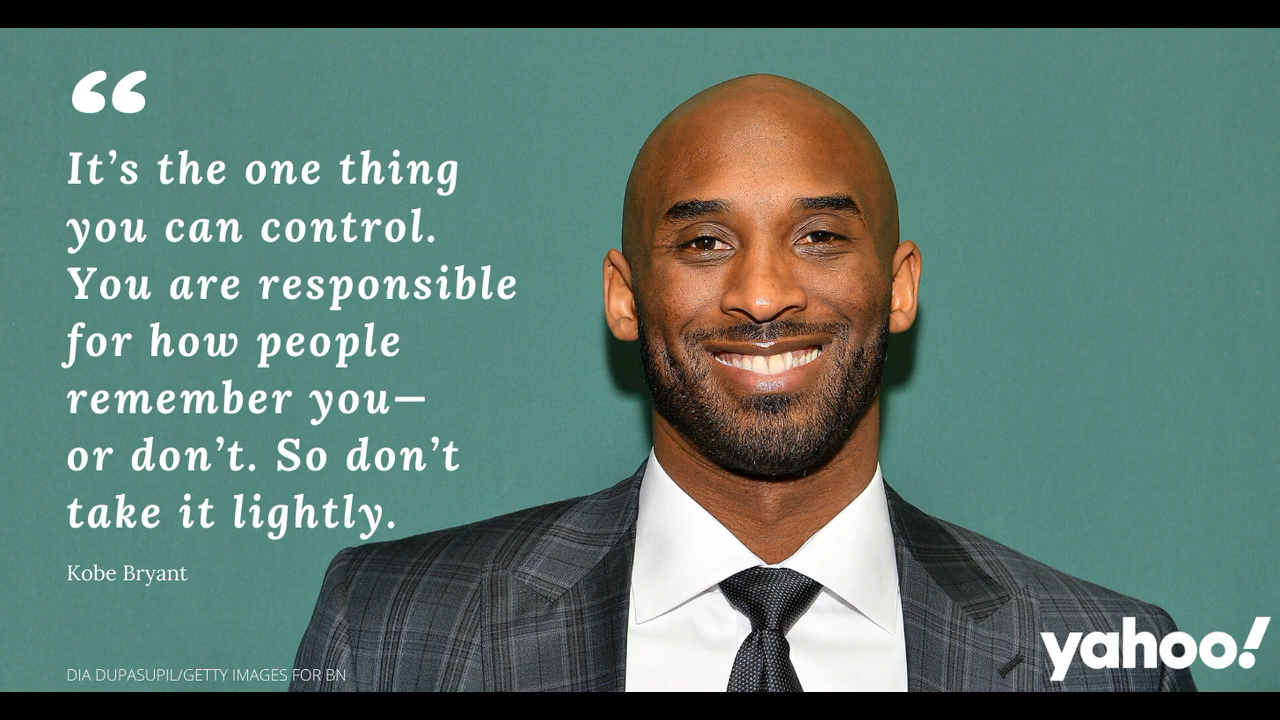 “
It’s the one thing
you can control.
You are responsible
for how people
remember you—
or don’t. So don’t
take it lightly.
Kobe Bryant
DIA DUPASUPIL/GETTY IMAGES FOR BN
yahoo!